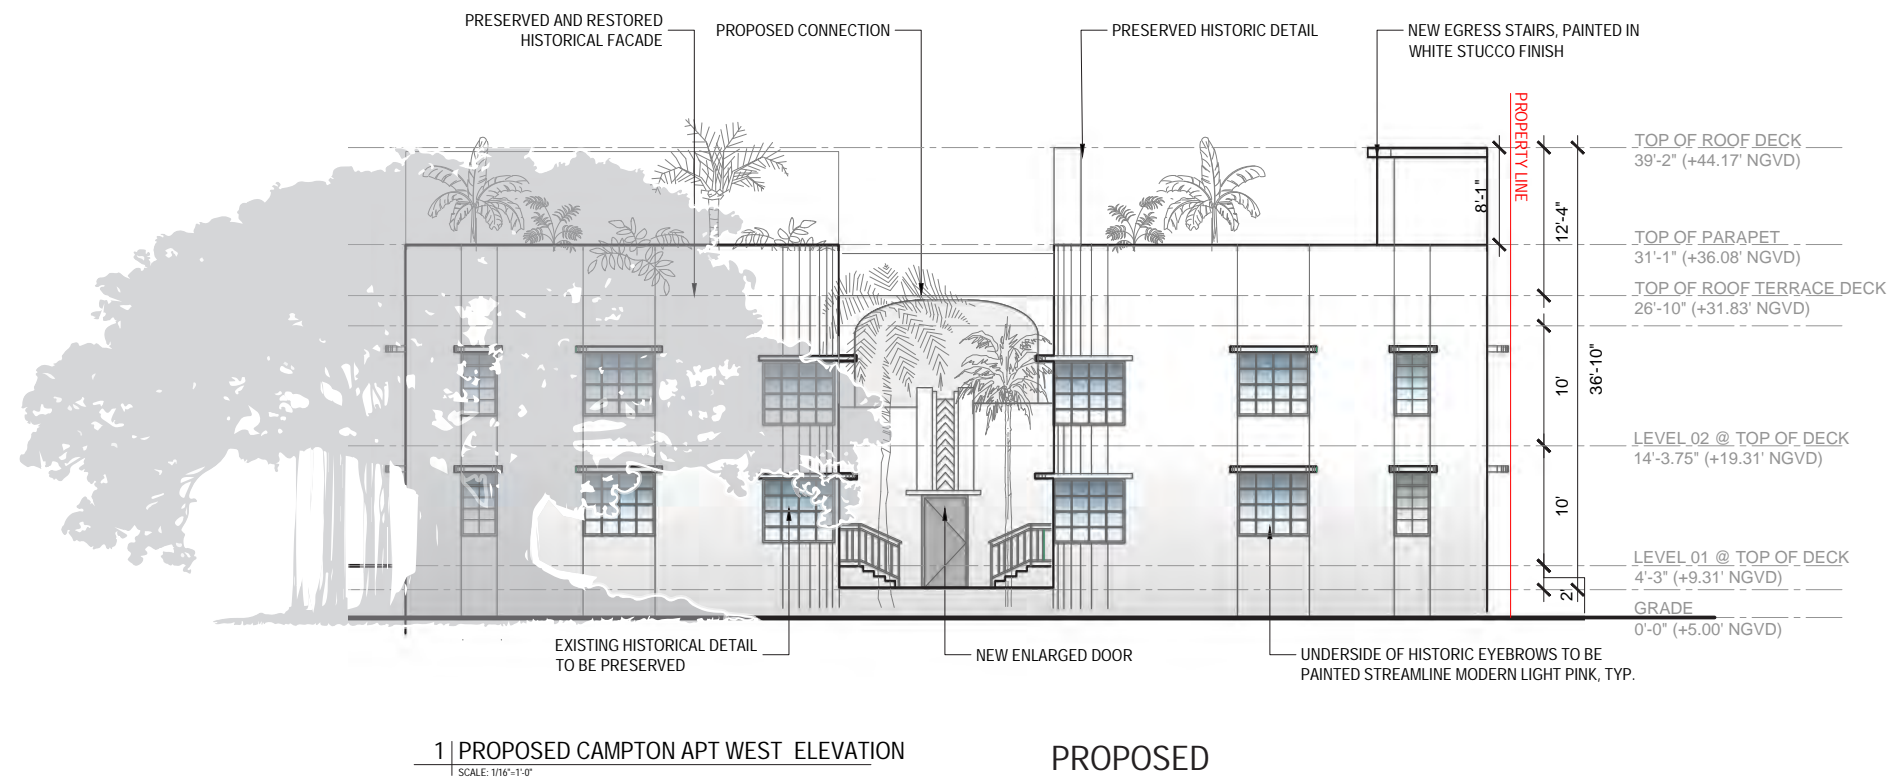 PRESERVED AND RESTORED
HISTORICAL FACADE
PROPOSED CONNECTION
PRESERVED HISTORIC DETAIL
NEW EGRESS STAIRS, PAINTED IN
WHITE STUCCO FINISH
PROPERTY LINE
TOP OF ROOF DECK
39'-2" (+44.17' NGVD)
8'-1"
12'-4"
TOP OF PARAPET
31'-1" (+36.08' NGVD)
TOP OF ROOF TERRACE DECK
26'-10" (+31.83' NGVD)
10'
36'-10"
LEVEL 02 @ TOP OF DECK
14'-3.75" (+19.31' NGVD)
10'
LEVEL 01 @ TOP OF DECK
4'-3" (+9.31' NGVD)
2'
GRADE
0'-0" (+5.00' NGVD)
EXISTING HISTORICAL DETAIL
TO BE PRESERVED
NEW ENLARGED DOOR
UNDERSIDE OF HISTORIC EYEBROWS TO BE
PAINTED STREAMLINE MODERN LIGHT PINK, TYP.
1 PROPOSED CAMPTON APT WEST ELEVATION
SCALE: 1/16"=1'-0"
PROPOSED